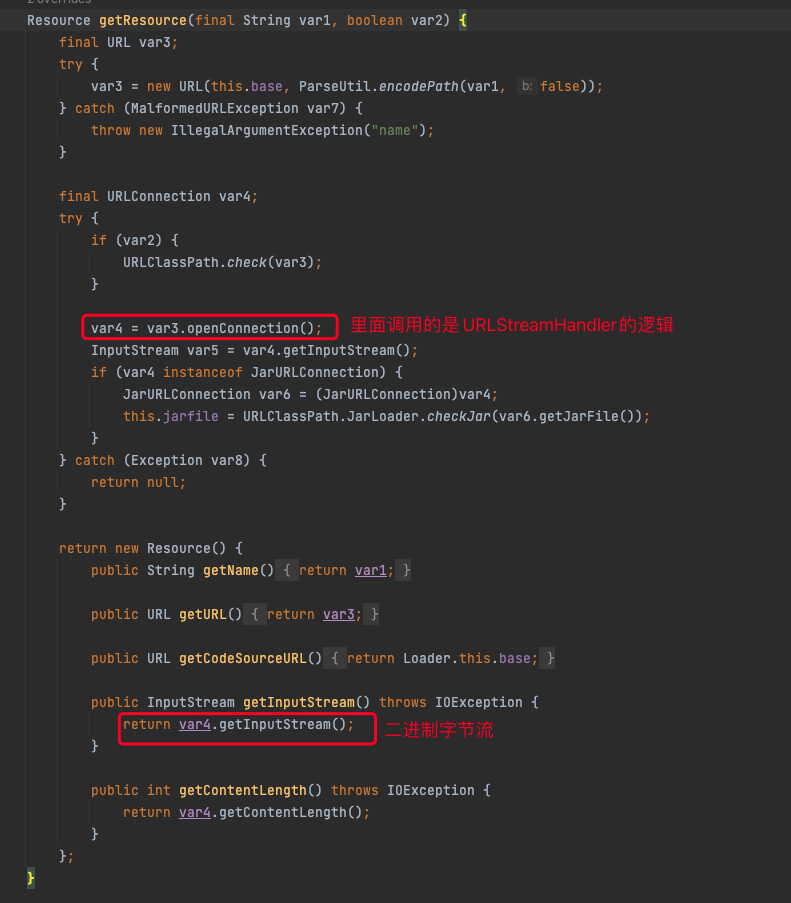 2 overrides
Resource getResource(final String var1, boolean var2) {
final URL var3;
try {
var3 = new URL(this.base, ParseUtil.encodePath(var1, b: false));
} catch (MalformedURLException var7) {
throw new IllegalArgumentException("name");
}
final URLConnection var4;
try {
if (var2) {
URLClassPath.check(var3);
}
var4 = var3.openConnection(); 里面调用的是URLStreamHandler的逻辑
InputStream var5 = var4.getInputStream();
if (var4 instanceof JarURLConnection) {
JarURLConnection var6 = (JarURLConnection)var4;
this.jarfile = URLClassPath.JarLoader.checkJar(var6.getJarFile());
}
} catch (Exception var8) {
return null;
}
return new Resource() {
public String getName() { return var1; }
public URL getURL() { return var3; }
public URL getCodeSourceURL() { return Loader.this.base; }
public InputStream getInputStream() throws IOException {
return var4.getInputStream(); 二进制字节流
}
public int getContentLength() throws IOException {
return var4.getContentLength();
}
};
}